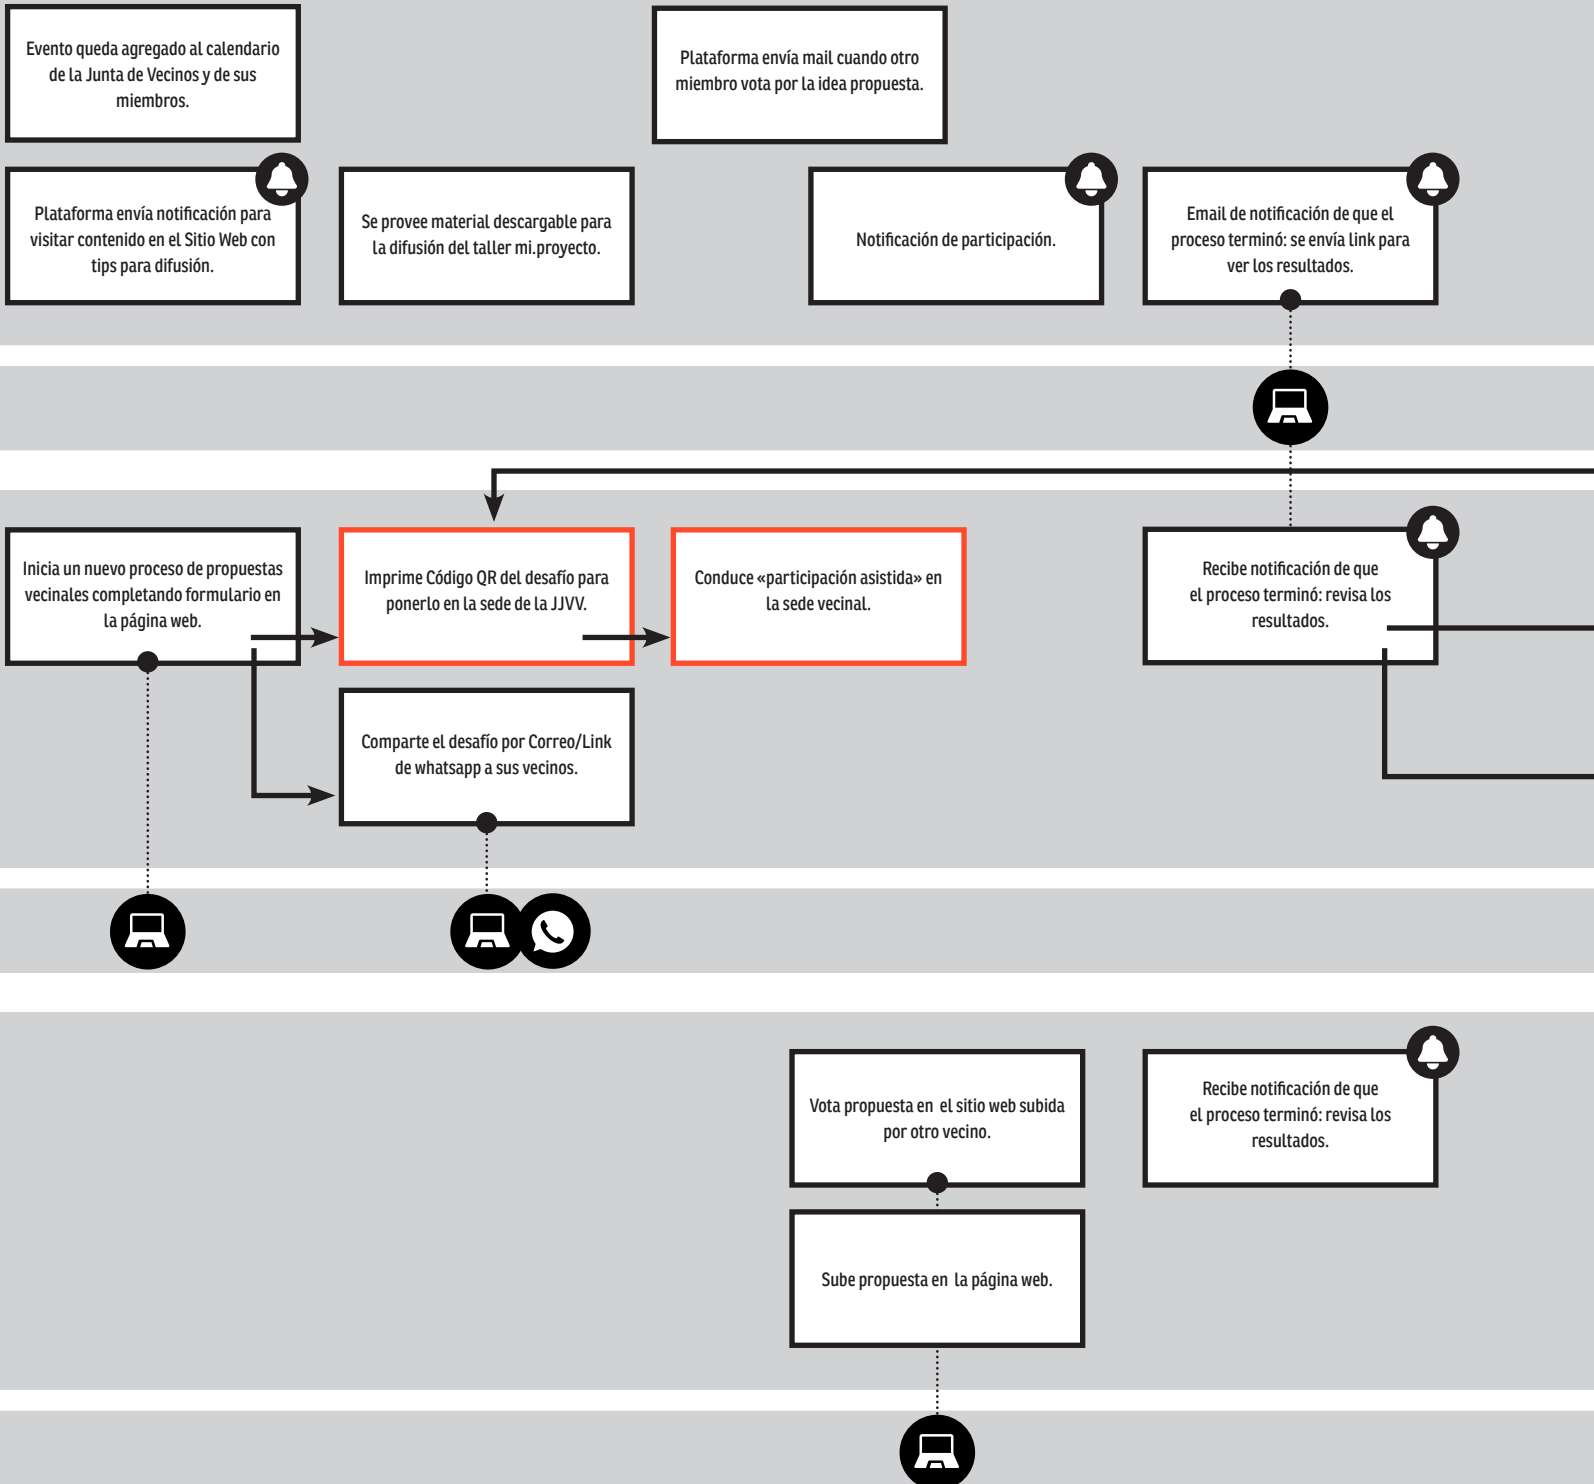 Evento queda agregado al calendario
de la Junta de Vecinos y de sus
miembros.
Plataforma envía mail cuando otro
miembro vota por la idea propuesta.
Plataforma envía notificación para
visitar contenido en el Sitio Web con
tips para difusión.
Se provee material descargable para
la difusión del taller mi.proyecto.
Notificación de participación.
Email de notificación de que el
proceso terminó: se envía link para
ver los resultados.
Inicia un nuevo proceso de propuestas
vecinales completando formulario en
la página web.
Imprime Código QR del desafío para
ponerlo en la sede de la JJVV.
Conduce «participación asistida» en
la sede vecinal.
Recibe notificación de que
el proceso terminó: revisa los
resultados.
Comparte el desafío por Correo/Link
de whatsapp a sus vecinos.
Vota propuesta en el sitio web subida
por otro vecino.
Recibe notificación de que
el proceso terminó: revisa los
resultados.
Sube propuesta en la página web.